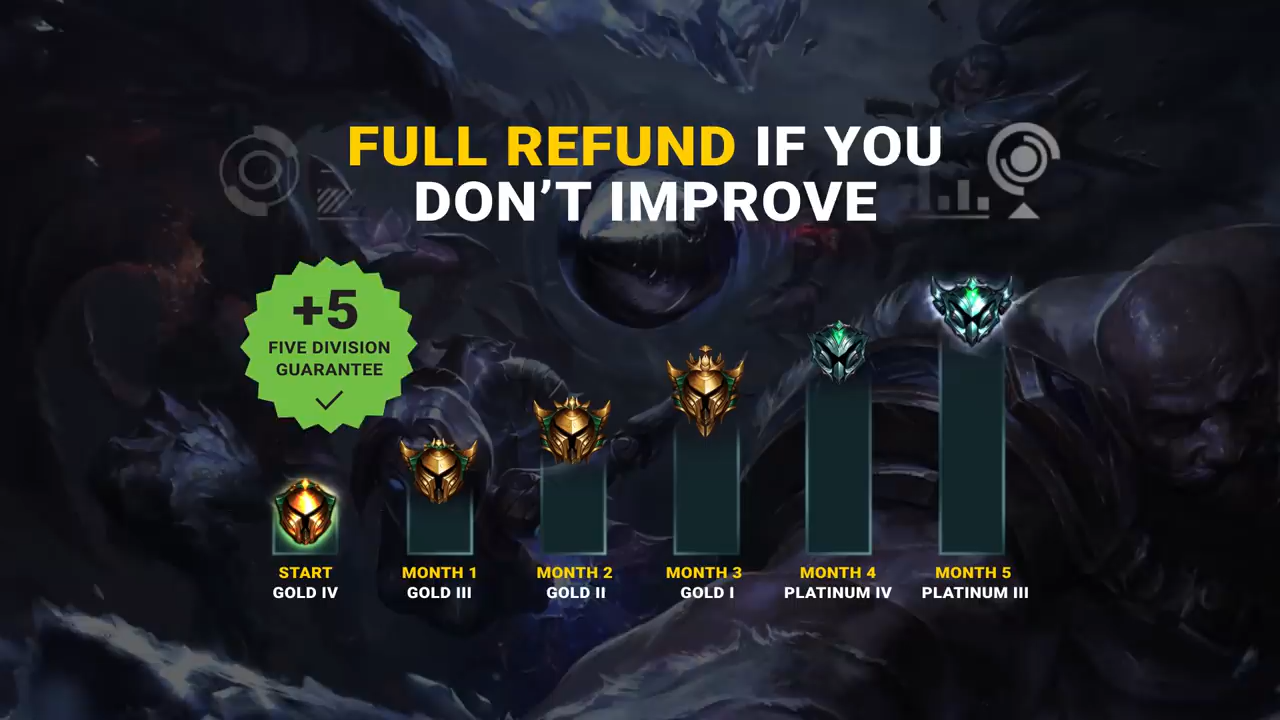 FULL REFUND IF YOU
DON’T IMPROVE
+5
FIVE DIVISION
GUARANTEE
START
GOLD IV
MONTH 1
GOLD III
MONTH 2
GOLD II
MONTH 3
GOLD I
MONTH 4
PLATINUM IV
MONTH 5
PLATINUM III